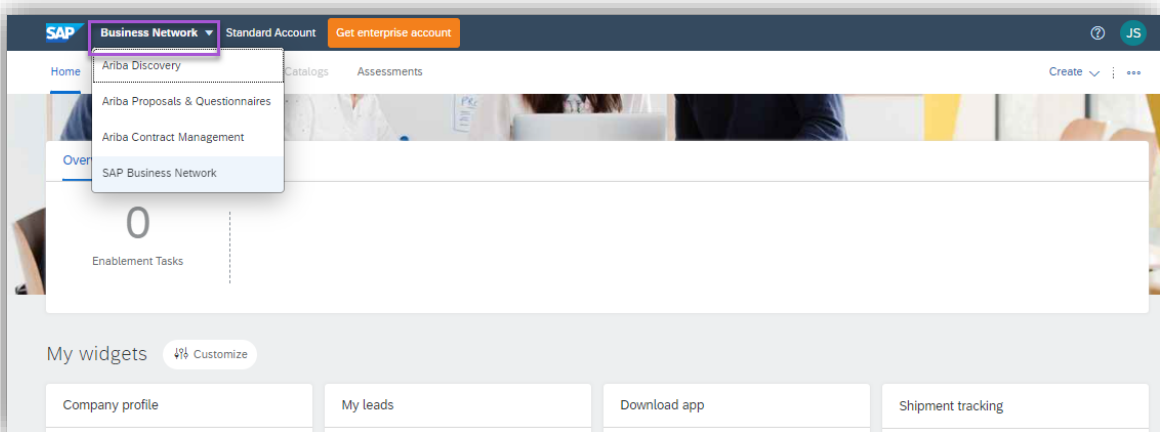 SAP Business Network Standard Account Get enterprise account JS
Home Catalogs Assessments Create
Ariba Discovery
Ariba Proposals & Questionnaires
Ariba Contract Management
SAP Business Network
Over
0
Enablement Tasks
My widgets Customize
Company profile My leads Download app Shipment tracking